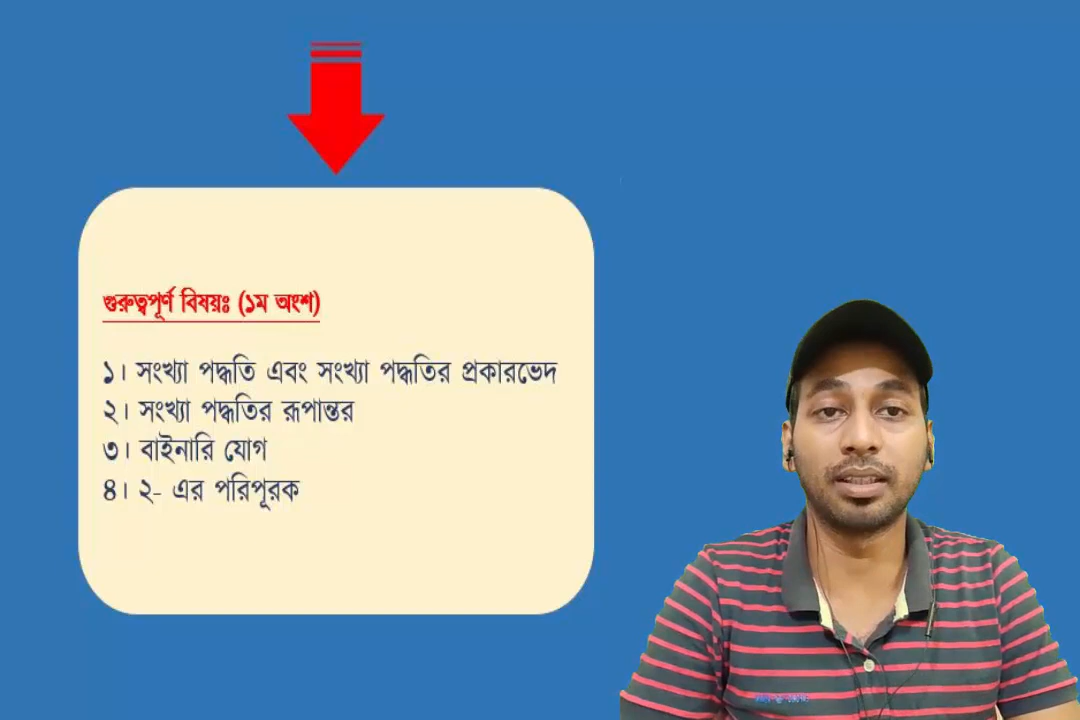 গুরুত্বপূর্ণ বিষয়ঃ (১ম অংশ)
১। সংখ্যা পদ্ধতি এবং সংখ্যা পদ্ধতির প্রকারভেদ
২। সংখ্যা পদ্ধতির রূপান্তর
৩। বাইনারি যোগ
৪। ২- এর পরিপূরক